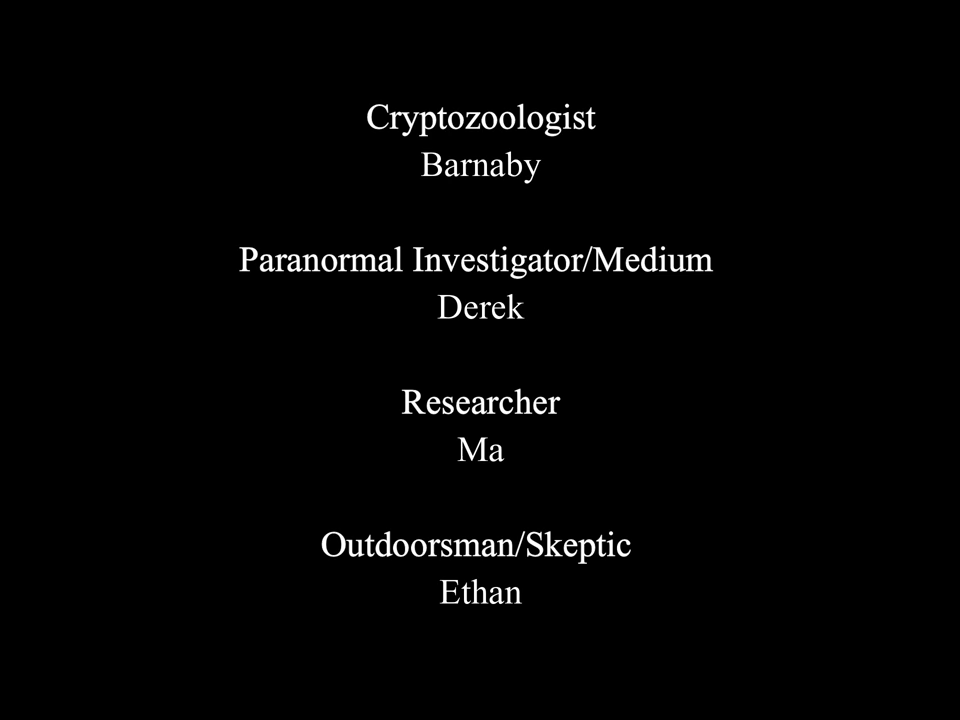 Cryptozoologist
Barnaby
Paranormal Investigator/Medium
Derek
Researcher
Ma
Outdoorsman/Skeptic
Ethan